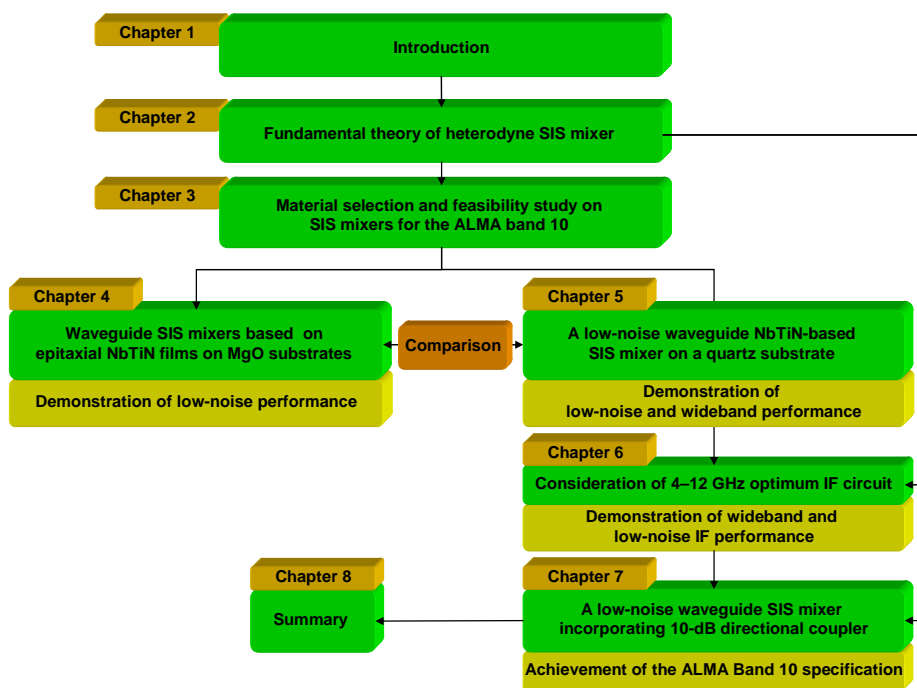 Chapter 1
Introduction
Chapter 2
Fundamental theory of heterodyne SIS mixer
Chapter 3
Material selection and feasibility study on
SIS mixers for the ALMA band 10
Chapter 4
Waveguide SIS mixers based on
epitaxial NbTiN films on MgO substrates
Demonstration of low-noise performance
Comparison
Chapter 5
A low-noise waveguide NbTiN-based
SIS mixer on a quartz substrate
Demonstration of
low-noise and wideband performance
Chapter 6
Consideration of 4–12 GHz optimum IF circuit
Demonstration of wideband and
low-noise IF performance
Chapter 7
A low-noise waveguide SIS mixer
incorporating 10-dB directional coupler
Achievement of the ALMA Band 10 specification
Chapter 8
Summary